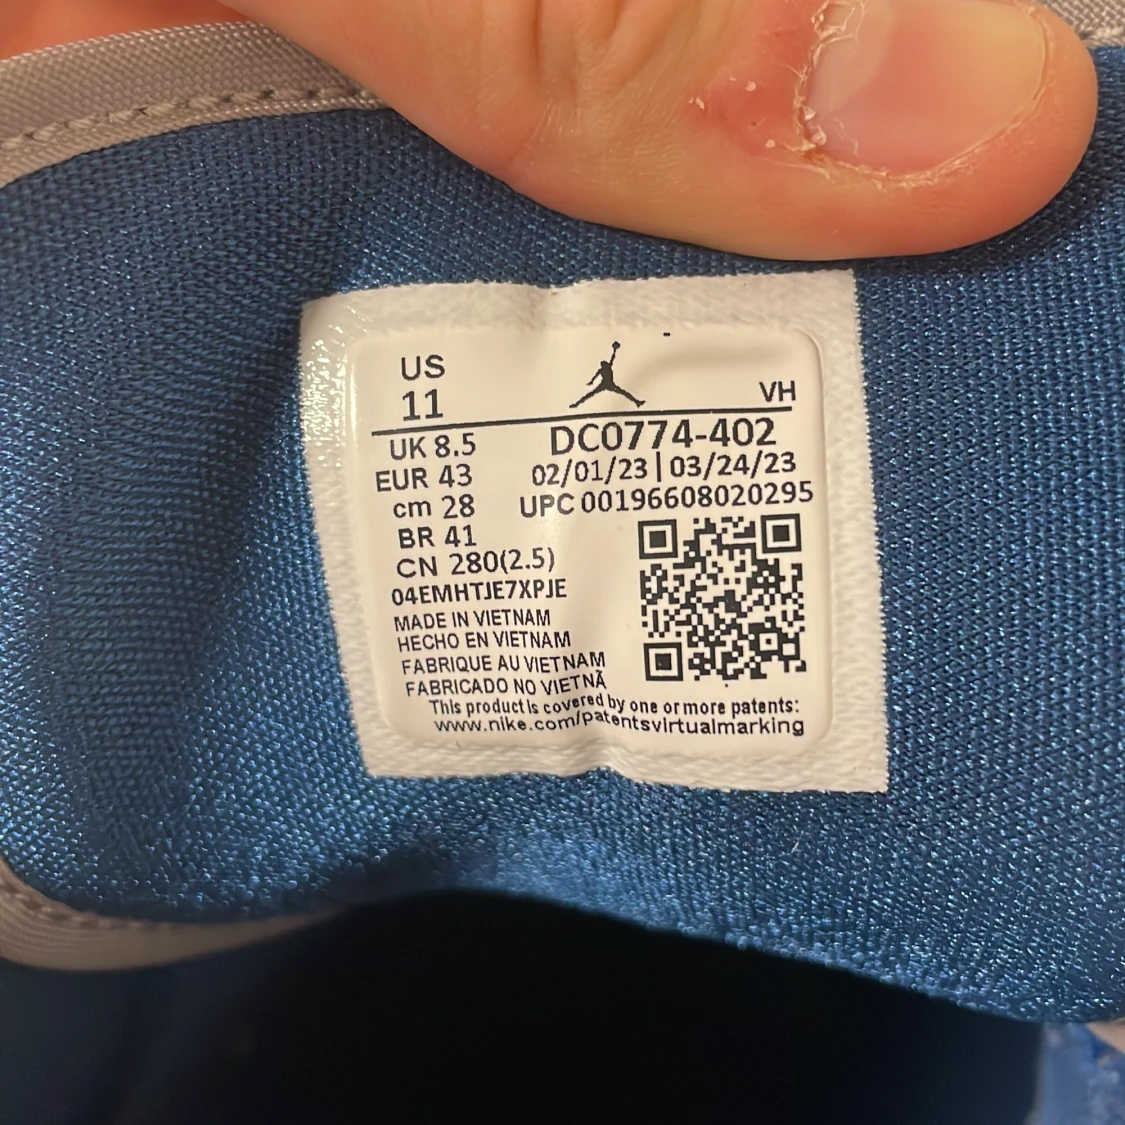 US
11
VH
UK 8.5
DC0774-402
EUR 43
02/01/23 | 03/24/23
cm 28
UPC 00196608020295
BR 41
CN 280(2.5)
04EMHTJE7XPJE
MADE IN VIETNAM
HECHO EN VIETNAM
FABRIQUE AU VIETNAM
FABRICADO NO VIETNÃ
This product is covered by one or more patents:
www.nike.com/patentsvirtualmarking